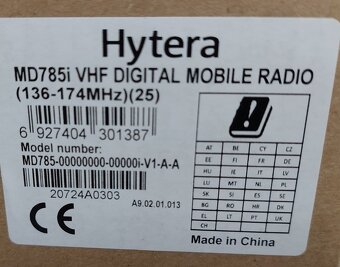 Hytera
MD785i VHF DIGITAL MOBILE RADIO
(136-174MHz)(25)
6 927404 301387
Model number:
MD785-00000000-00000i-V1-A-A
20724A0303
CE
A9.02.01.013
AT BE CY CZ
EE FI FR DE
HU IE IT LV
LU MT NL PL
SK SI ES SE
BG RO HR DK
EL LT PT UK
CH
Made in China